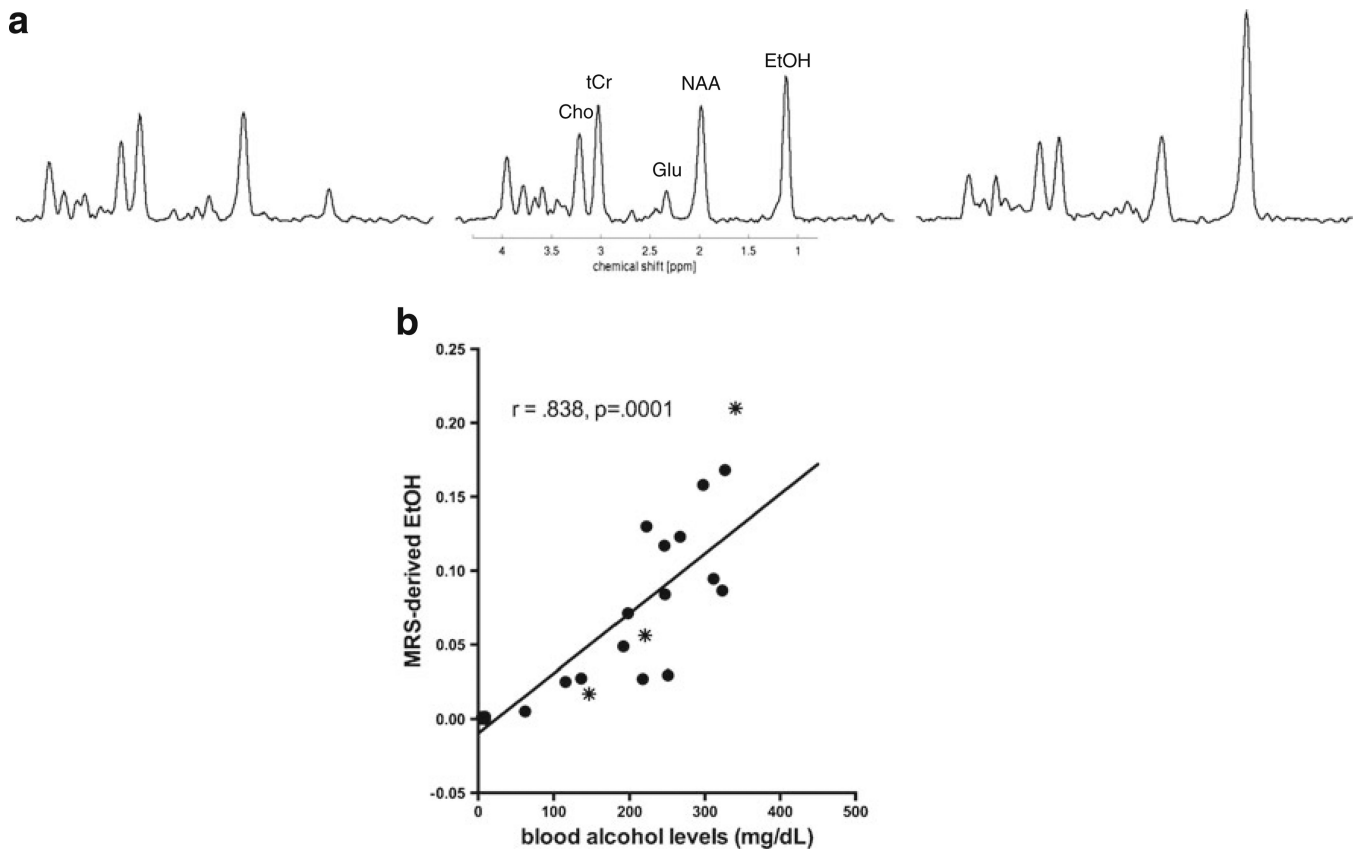 a
EtOH
tCr
NAA
Cho
Glu
4 3.5 3 2.5 2 1.5 1
chemical shift [ppm]
b
0.25
r = .838, p=.0001
0.20
0.15
0.10
0.05
0.00
-0.05
MRS-derived EtOH
0 100 200 300 400 500
blood alcohol levels (mg/dL)